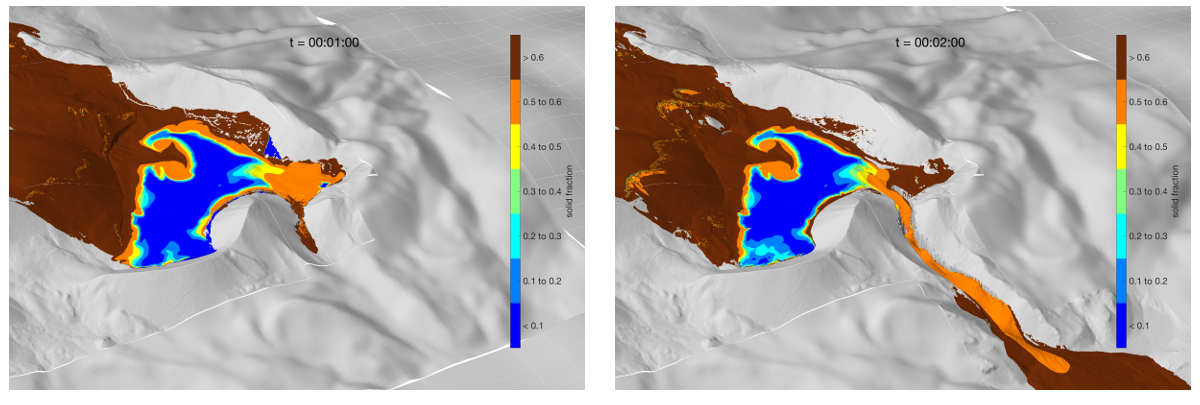 t = 00:01:00
> 0.6
0.5 to 0.6
0.4 to 0.5
0.3 to 0.4
0.2 to 0.3
0.1 to 0.2
< 0.1
solid fraction
t = 00:02:00
> 0.6
0.5 to 0.6
0.4 to 0.5
0.3 to 0.4
0.2 to 0.3
0.1 to 0.2
< 0.1
solid fraction